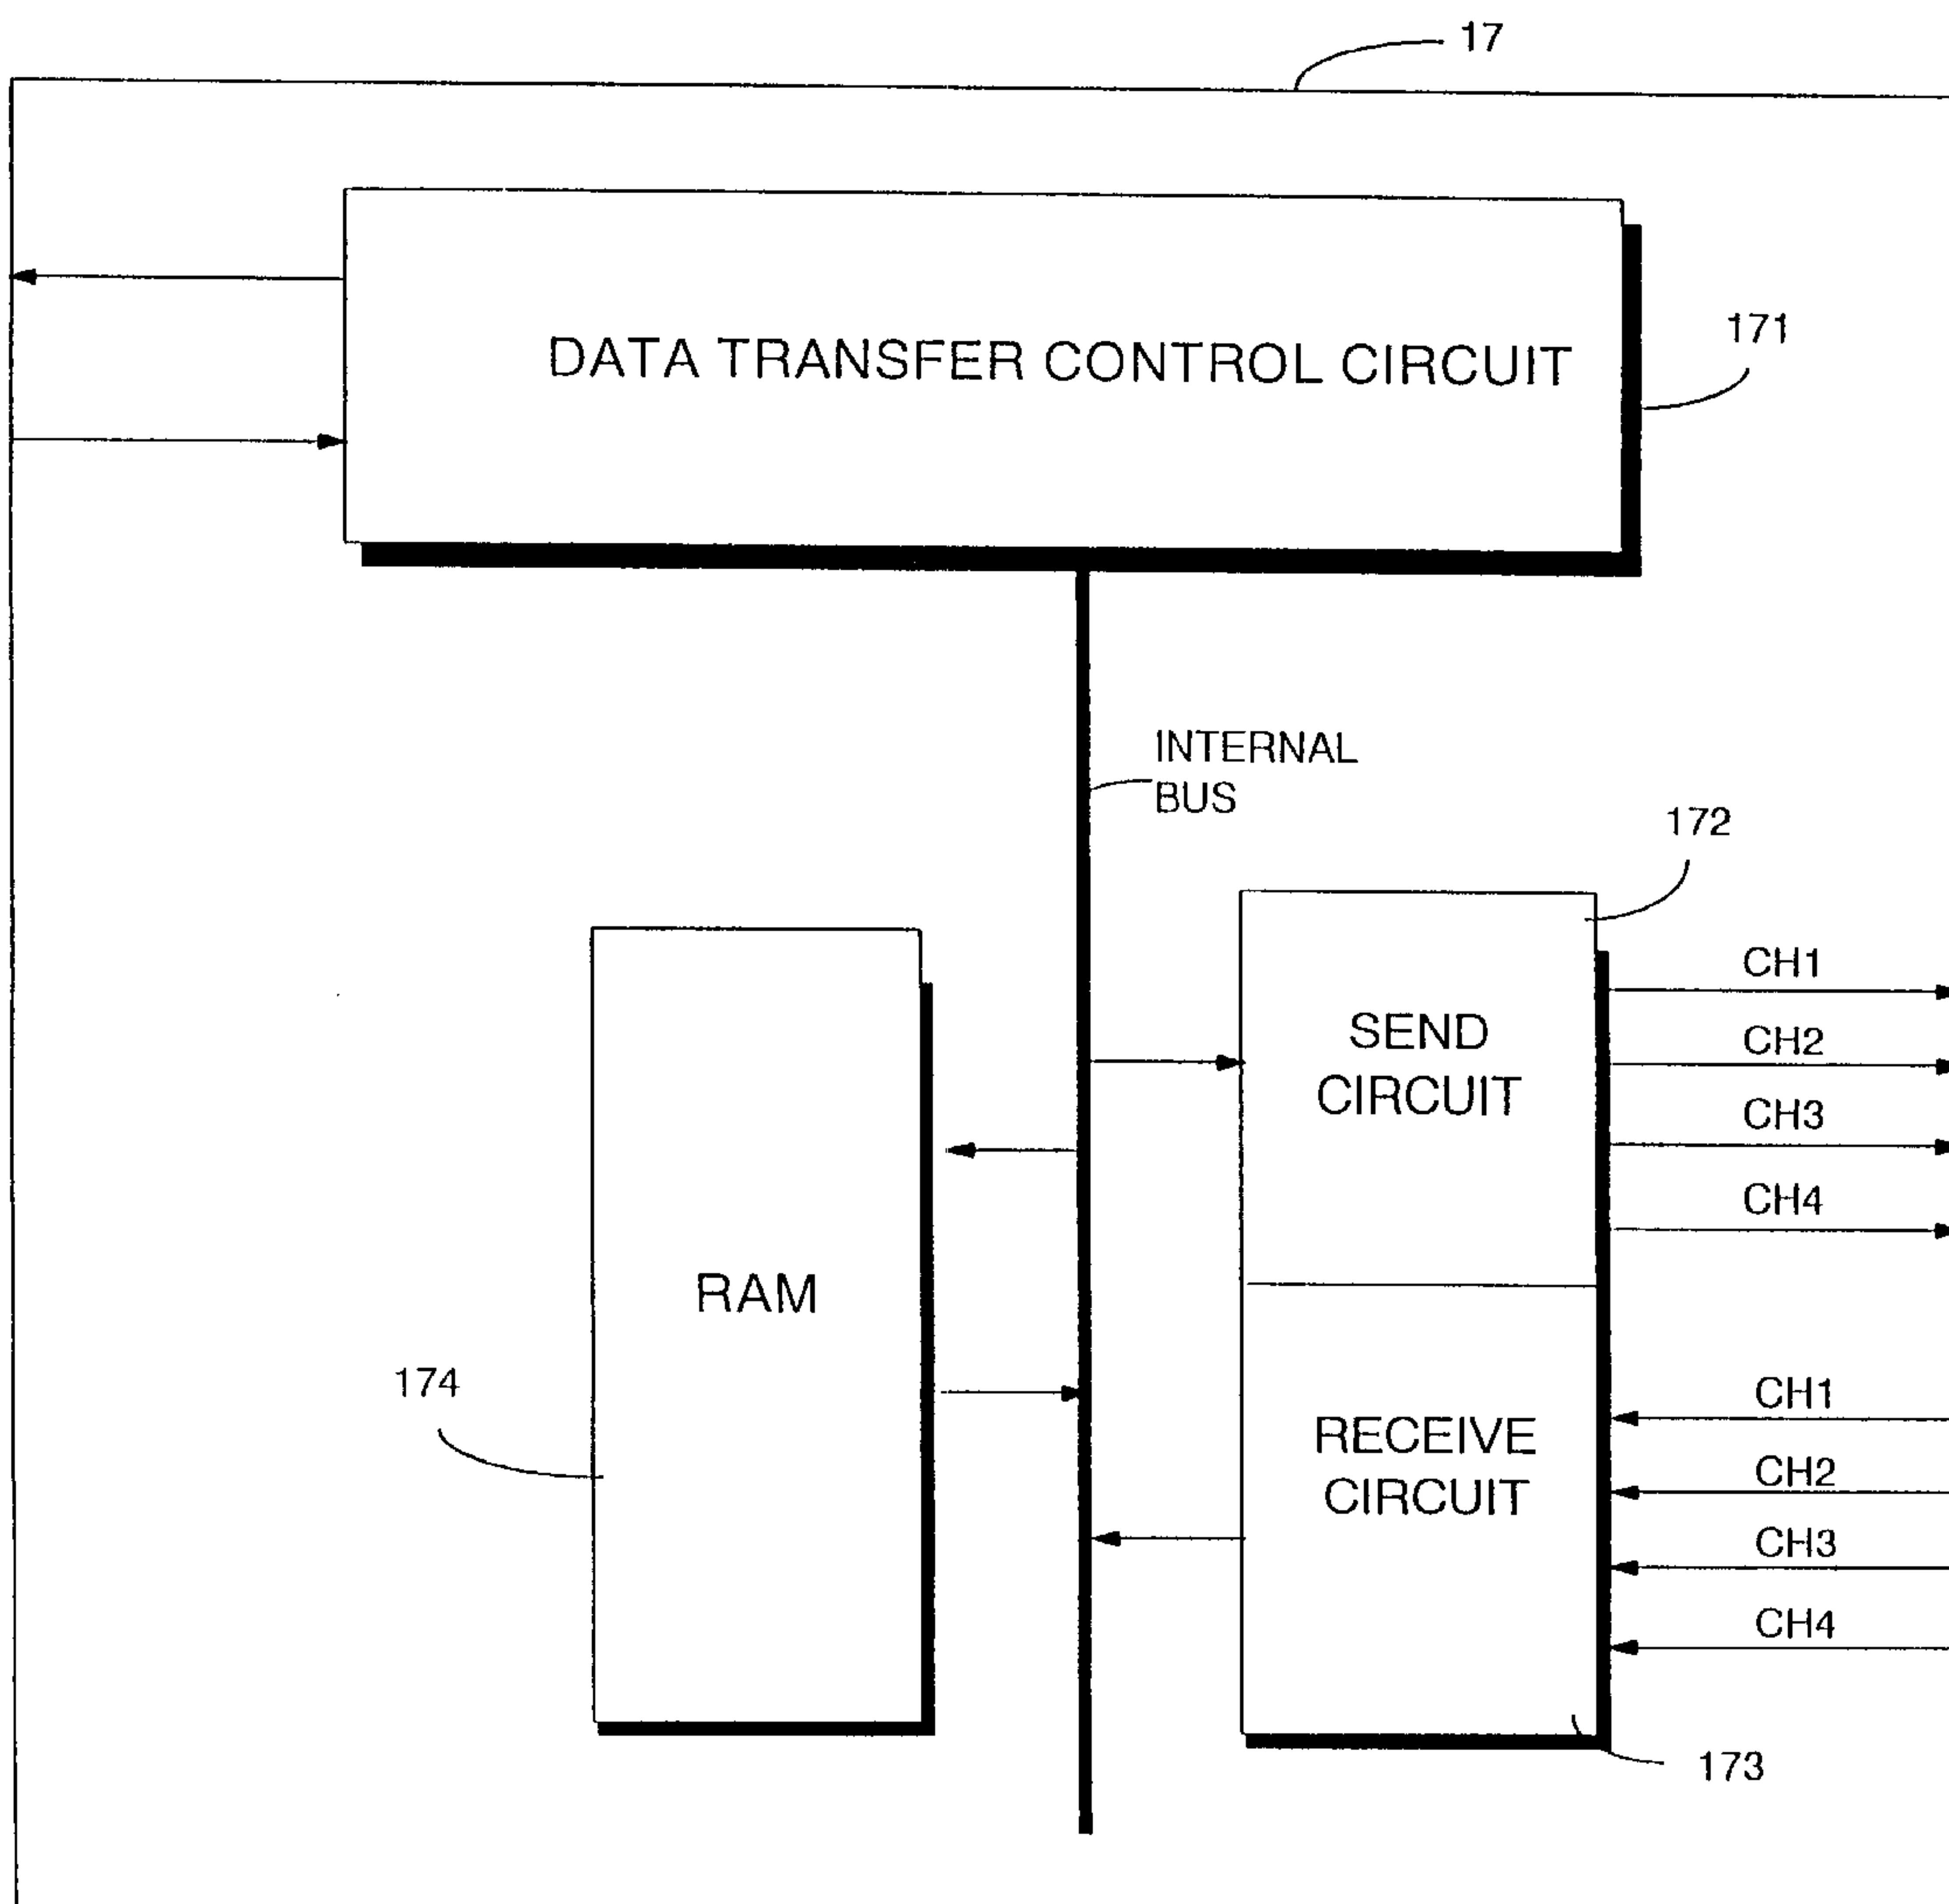 17
DATA TRANSFER CONTROL CIRCUIT
171
INTERNAL
BUS
172
CH1
SEND
CIRCUIT
CH2
CH3
CH4
RAM
174
CH1
RECEIVE
CIRCUIT
CH2
CH3
CH4
173